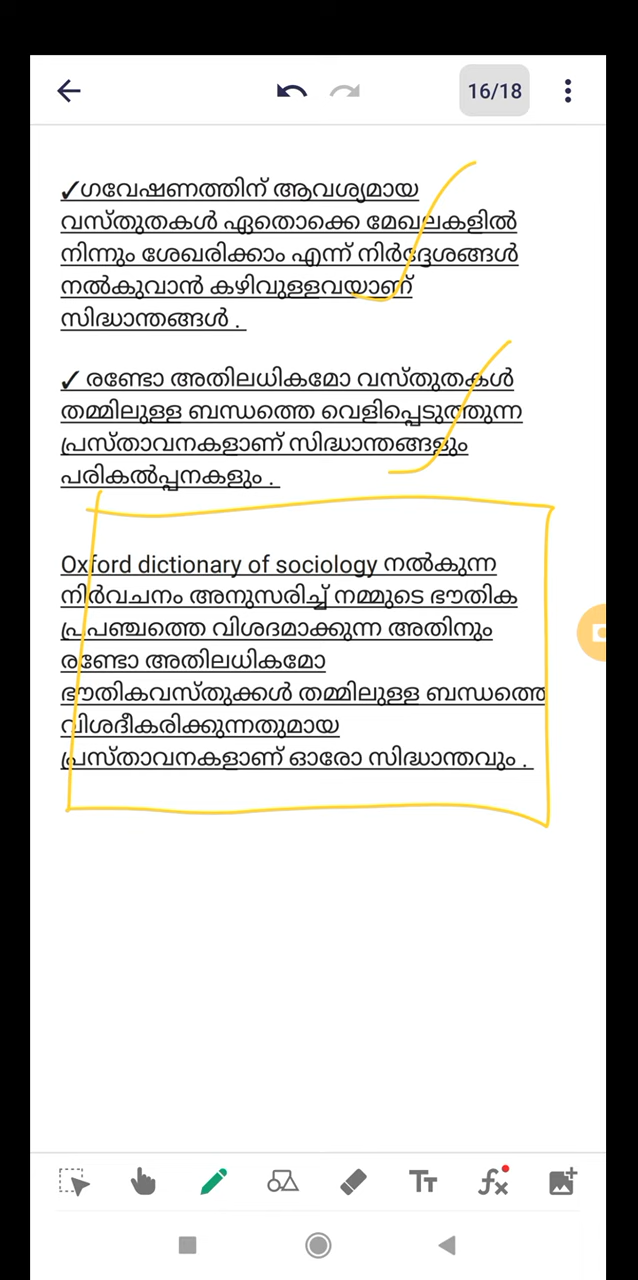 16/18
✓ഗവേഷണത്തിന് ആവശ്യമായ
വസ്തുതകൾ ഏതൊക്കെ മേഖലകളിൽ
നിന്നും ശേഖരിക്കാം എന്ന് നിർദ്ദേശങ്ങൾ
നൽകുവാൻ കഴിവുള്ളവയാണ്
സിദ്ധാന്തങ്ങൾ .
✓ രണ്ടോ അതിലധികമോ വസ്തുതകൾ
തമ്മിലുള്ള ബന്ധത്തെ വെളിപ്പെടുത്തുന്ന
പ്രസ്താവനകളാണ് സിദ്ധാന്തങ്ങളും
പരികൽപ്പനകളും .
Oxford dictionary of sociology നൽകുന്ന
നിർവചനം അനുസരിച്ച് നമ്മുടെ ഭൗതിക
പ്രപഞ്ചത്തെ വിശദമാക്കുന്ന അതിനും
രണ്ടോ അതിലധികമോ
ഭൗതികവസ്തുക്കൾ തമ്മിലുള്ള ബന്ധത്തെ
വിശദീകരിക്കുന്നതുമായ
പ്രസ്താവനകളാണ് ഓരോ സിദ്ധാന്തവും .
Tт
fx